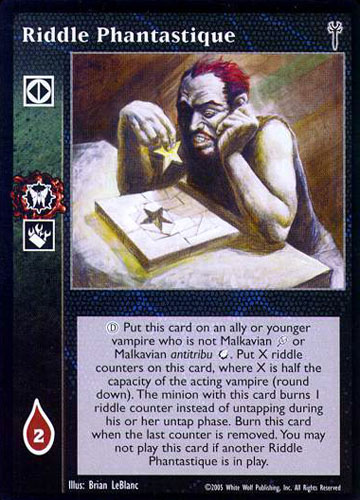 Riddle Phantastique
Ⓓ Put this card on an ally or younger
vampire who is not Malkavian or
Malkavian antitribu. Put X riddle
counters on this card, where X is half the
capacity of the acting vampire (round
down). The minion with this card burns 1
riddle counter instead of untapping during
his or her untap phase. Burn this card
when the last counter is removed. You may
not play this card if another Riddle
Phantastique is in play.
2
Illus: Brian LeBlanc
©2005 White Wolf Publishing, Inc. All Rights Reserved